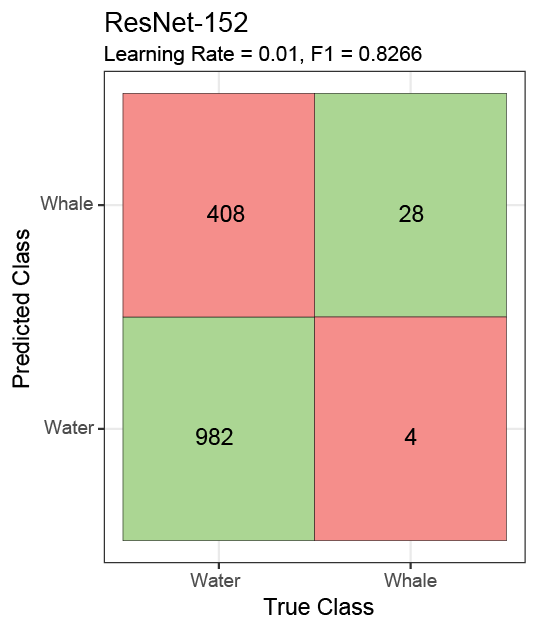 ResNet-152
Learning Rate = 0.01, F1 = 0.8266
Whale
408
28
Predicted Class
Water
982
4
Water
Whale
True Class